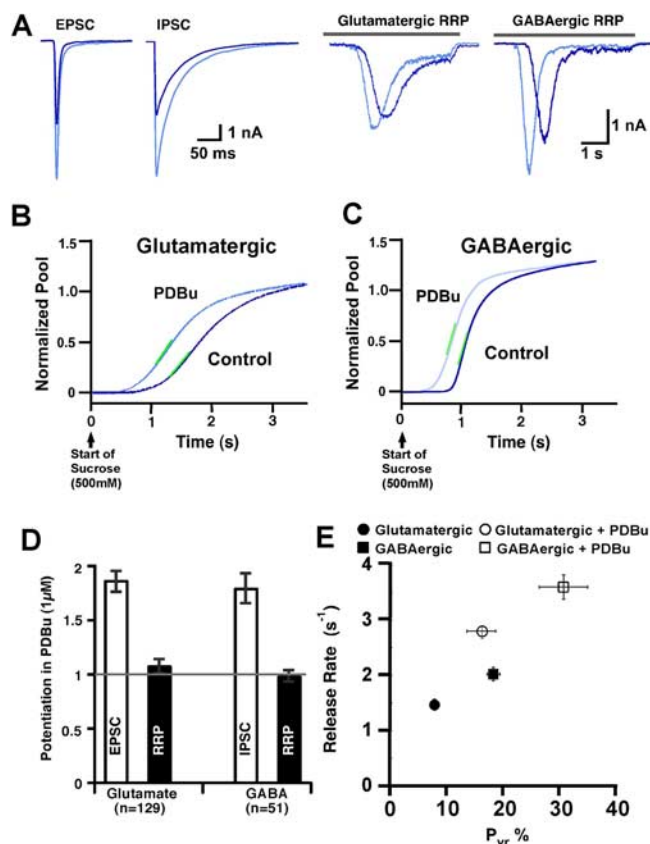 A
EPSC
IPSC
1 nA
50 ms
Glutamatergic RRP
GABAergic RRP
1 nA
1 s
B
Glutamatergic
Normalized Pool
1.5
1.0
0.5
0
PDBu
Control
0 1 2 3
Time (s)
Start of
Sucrose
(500mM)
C
GABAergic
Normalized Pool
1.5
1.0
0.5
0
PDBu
Control
0 1 2 3
Time (s)
Start of
Sucrose
(500mM)
D
Potentiation in PDBu (1µM)
2
1.5
1
0.5
0
EPSC
RRP
IPSC
RRP
Glutamate
(n=129)
GABA
(n=51)
E
Glutamatergic
Glutamatergic + PDBu
GABAergic
GABAergic + PDBu
Release Rate (s-1)
4
3
2
1
0
0 10 20 30 40
Pvr %